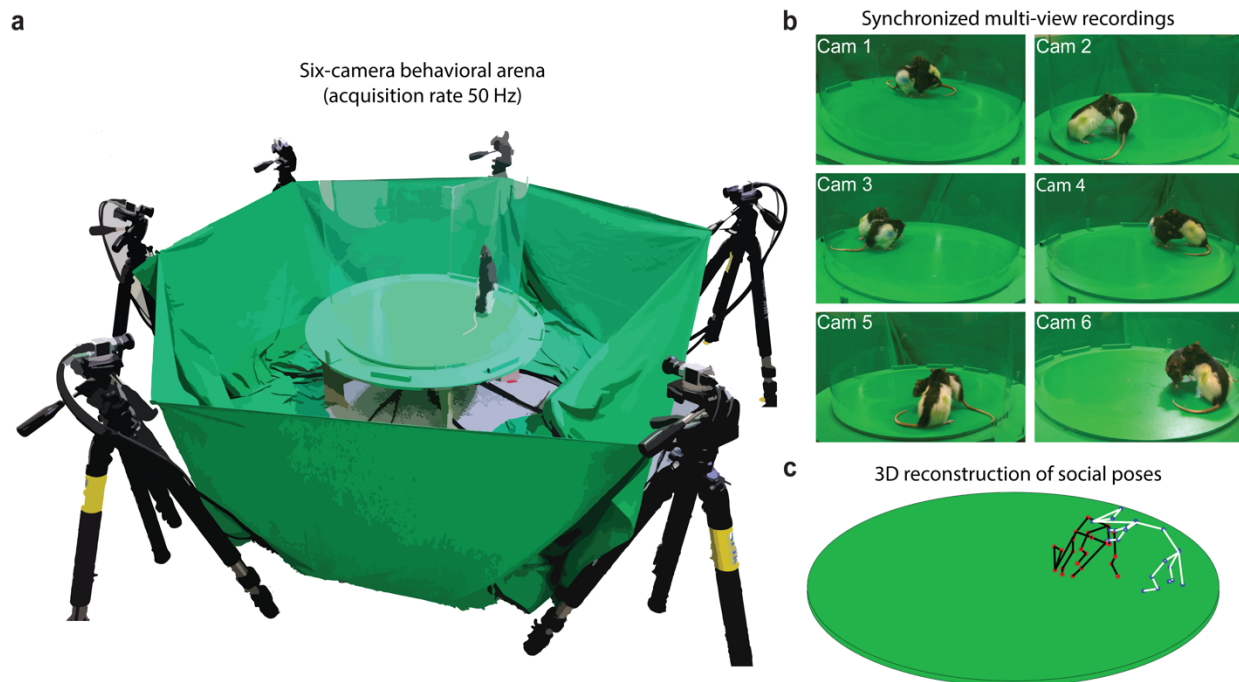 a
Six-camera behavioral arena
(acquisition rate 50 Hz)
b
Synchronized multi-view recordings
Cam 1
Cam 2
Cam 3
Cam 4
Cam 5
Cam 6
c
3D reconstruction of social poses